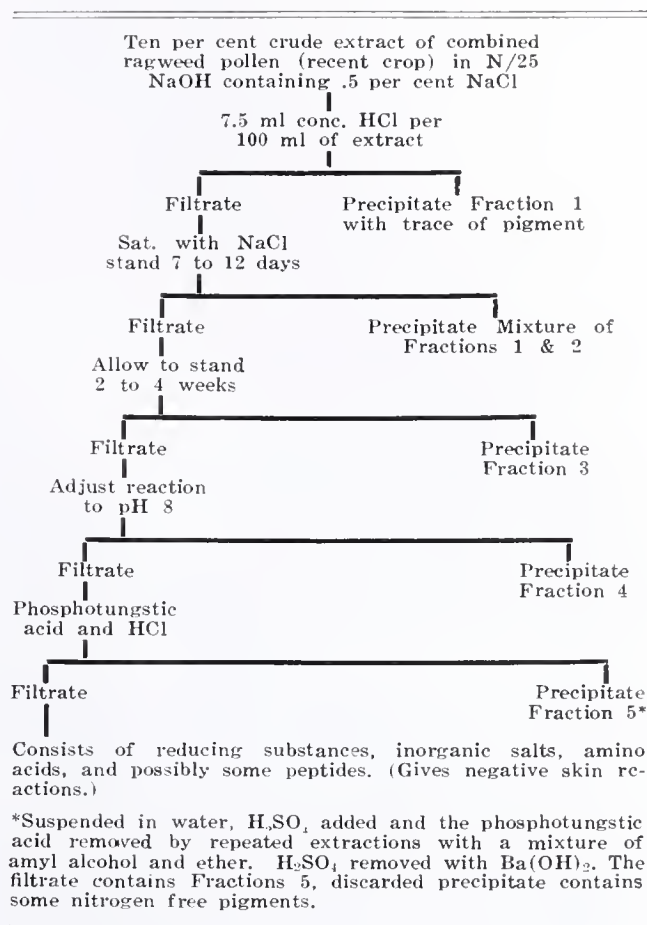 Ten per cent crude extract of combined
ragweed pollen (recent crop) in N/25
NaOH containing .5 per cent NaCl
7.5 ml conc. HCl per
100 ml of extract
Filtrate
Precipitate Fraction 1
with trace of pigment
Sat. with NaCl
stand 7 to 12 days
Filtrate
Precipitate Mixture of
Fractions 1 & 2
Allow to stand
2 to 4 weeks
Filtrate
Precipitate
Fraction 3
Adjust reaction
to pH 8
Filtrate
Precipitate
Fraction 4
Phosphotungstic
acid and HCl
Filtrate
Precipitate
Fraction 5*
Consists of reducing substances, inorganic salts, amino
acids, and possibly some peptides. (Gives negative skin re-
actions.)
*Suspended in water, H₂SO₄ added and the phosphotungstic
acid removed by repeated extractions with a mixture of
amyl alcohol and ether. H₂SO₄ removed with Ba(OH)₂. The
filtrate contains Fractions 5, discarded precipitate contains
some nitrogen free pigments.